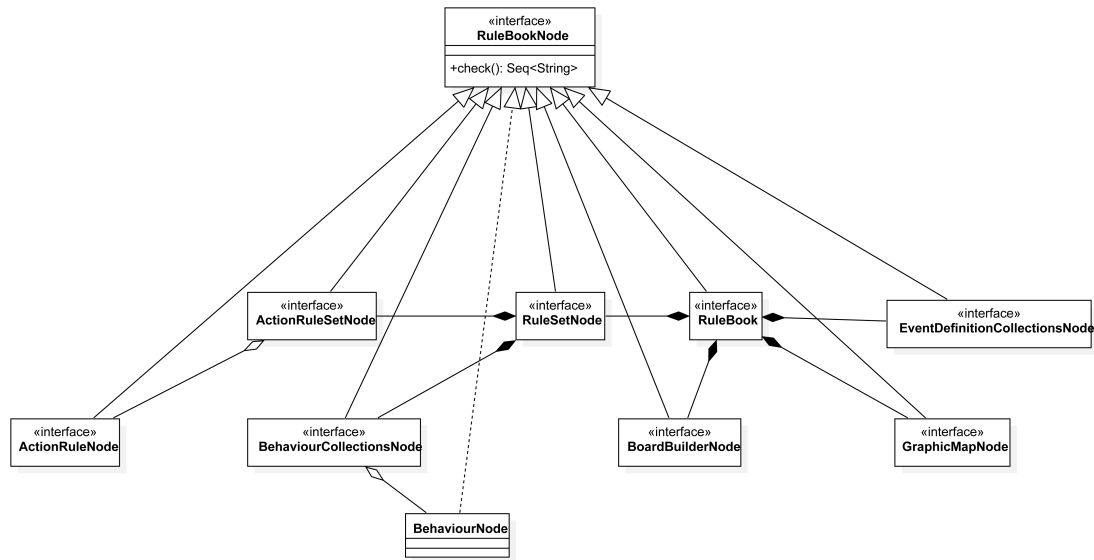 «interface»
RuleBookNode
+check(): Seq<String>
«interface»
ActionRuleSetNode
«interface»
RuleSetNode
«interface»
RuleBook
«interface»
EventDefinitionCollectionsNode
«interface»
ActionRuleNode
«interface»
BehaviourCollectionsNode
«interface»
BoardBuilderNode
«interface»
GraphicMapNode
BehaviourNode